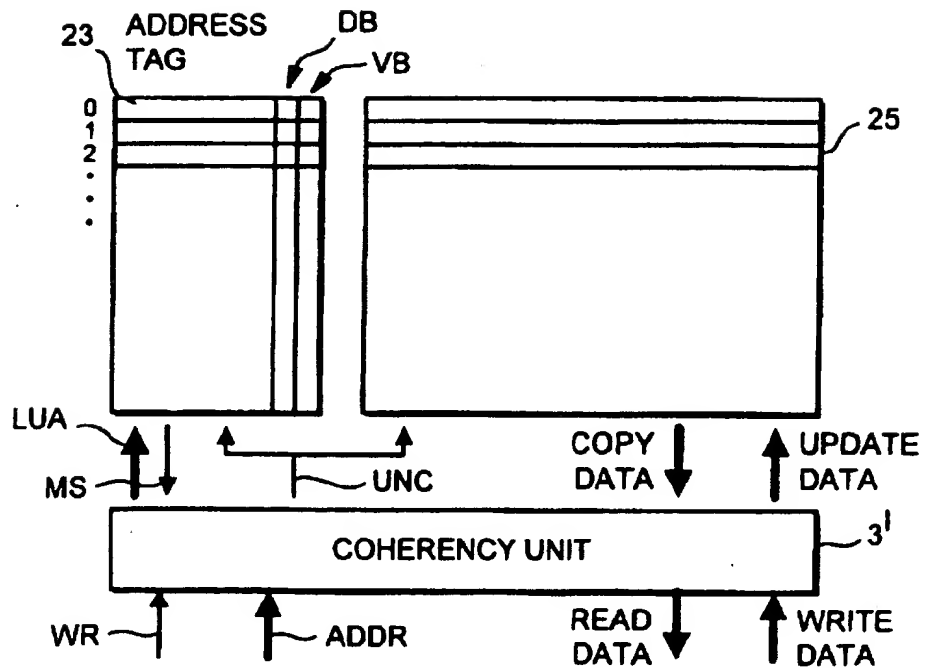 ADDRESS
TAG
23
DB
VB
0
1
2
25
LUA
MS
UNC
COPY
DATA
UPDATE
DATA
COHERENCY UNIT
3'
WR
ADDR
READ
DATA
WRITE
DATA